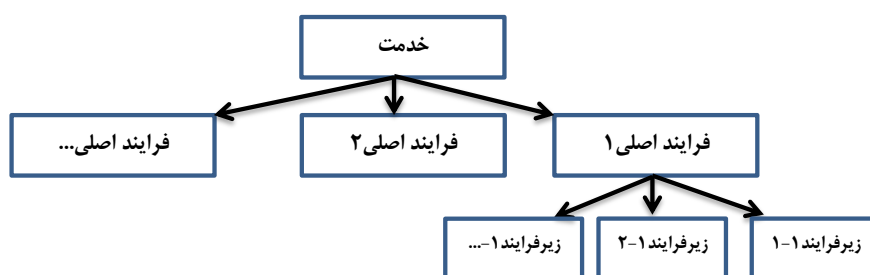 خدمت
فرایند اصلی۱
فرایند اصلی۲
فرایند اصلی...
زیرفرایند۱-۱
زیرفرایند۱-۲
زیرفرایند۱-...